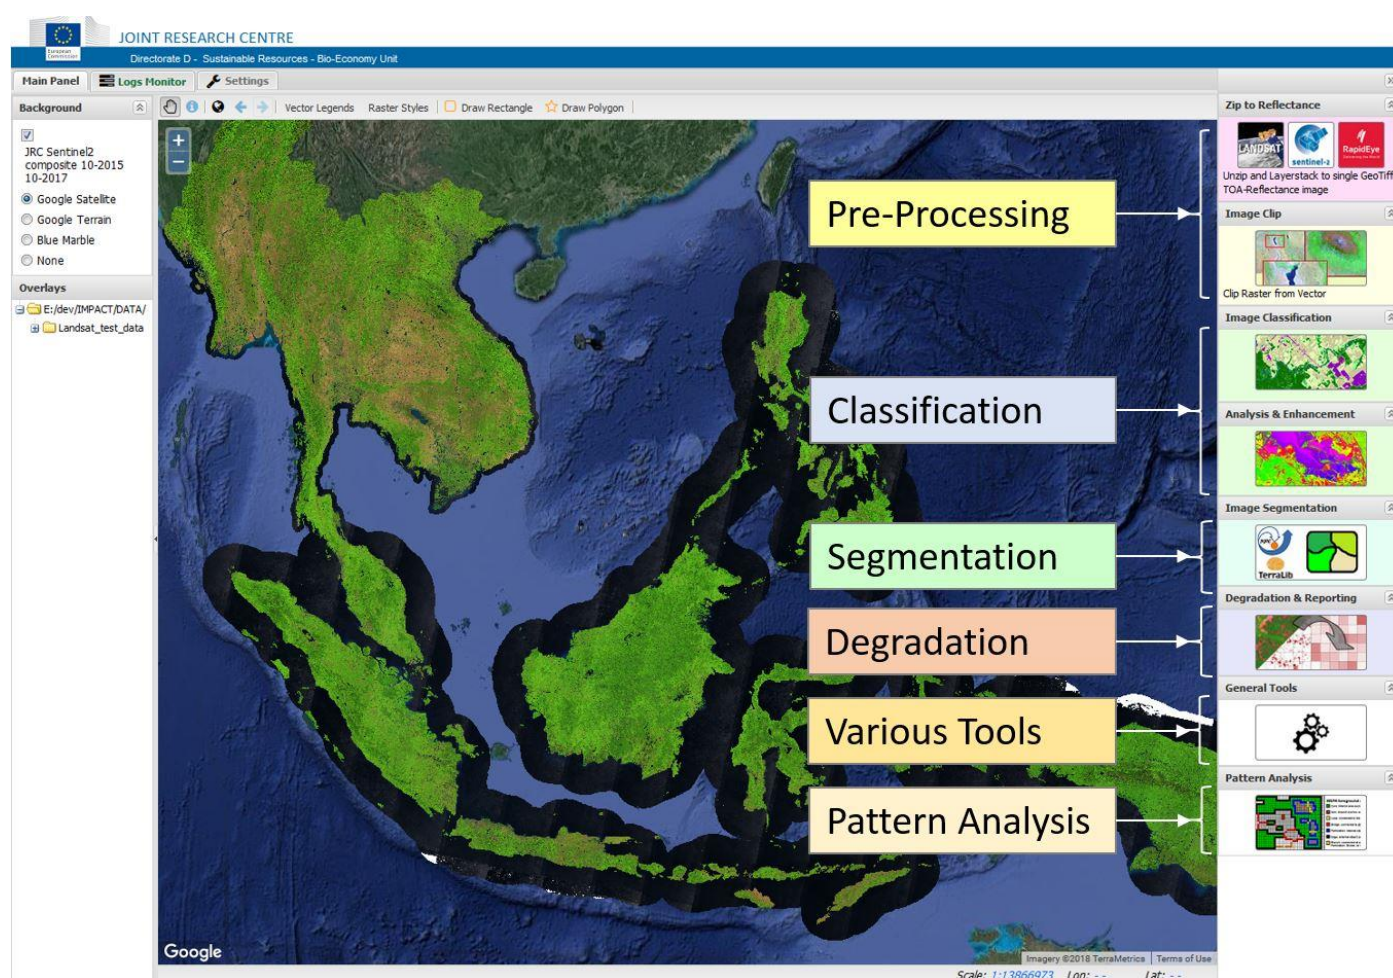 European
Commission
JOINT RESEARCH CENTRE
Directorate D - Sustainable Resources - Bio-Economy Unit
Main Panel
Logs Monitor
Settings
Background
JRC Sentinel2
composite 10-2015
10-2017
Google Satellite
Google Terrain
Blue Marble
None
Overlays
E:/dev/IMPACT/DATA/
Landsat_test_data
Vector Legends
Raster Styles
Draw Rectangle
Draw Polygon
+
−
Pre-Processing
Classification
Segmentation
Degradation
Various Tools
Pattern Analysis
Zip to Reflectance
LANDSAT
sentinel-2
RapidEye
Unzip and Layerstack to single GeoTiff
TOA-Reflectance image
Image Clip
Clip Raster from Vector
Image Classification
Analysis & Enhancement
Image Segmentation
TerraLib
Degradation & Reporting
General Tools
Pattern Analysis
Google
Imagery ©2018 TerraMetrics
Terms of Use
Scale: 1:13866973 Lon: - - Lat: - -